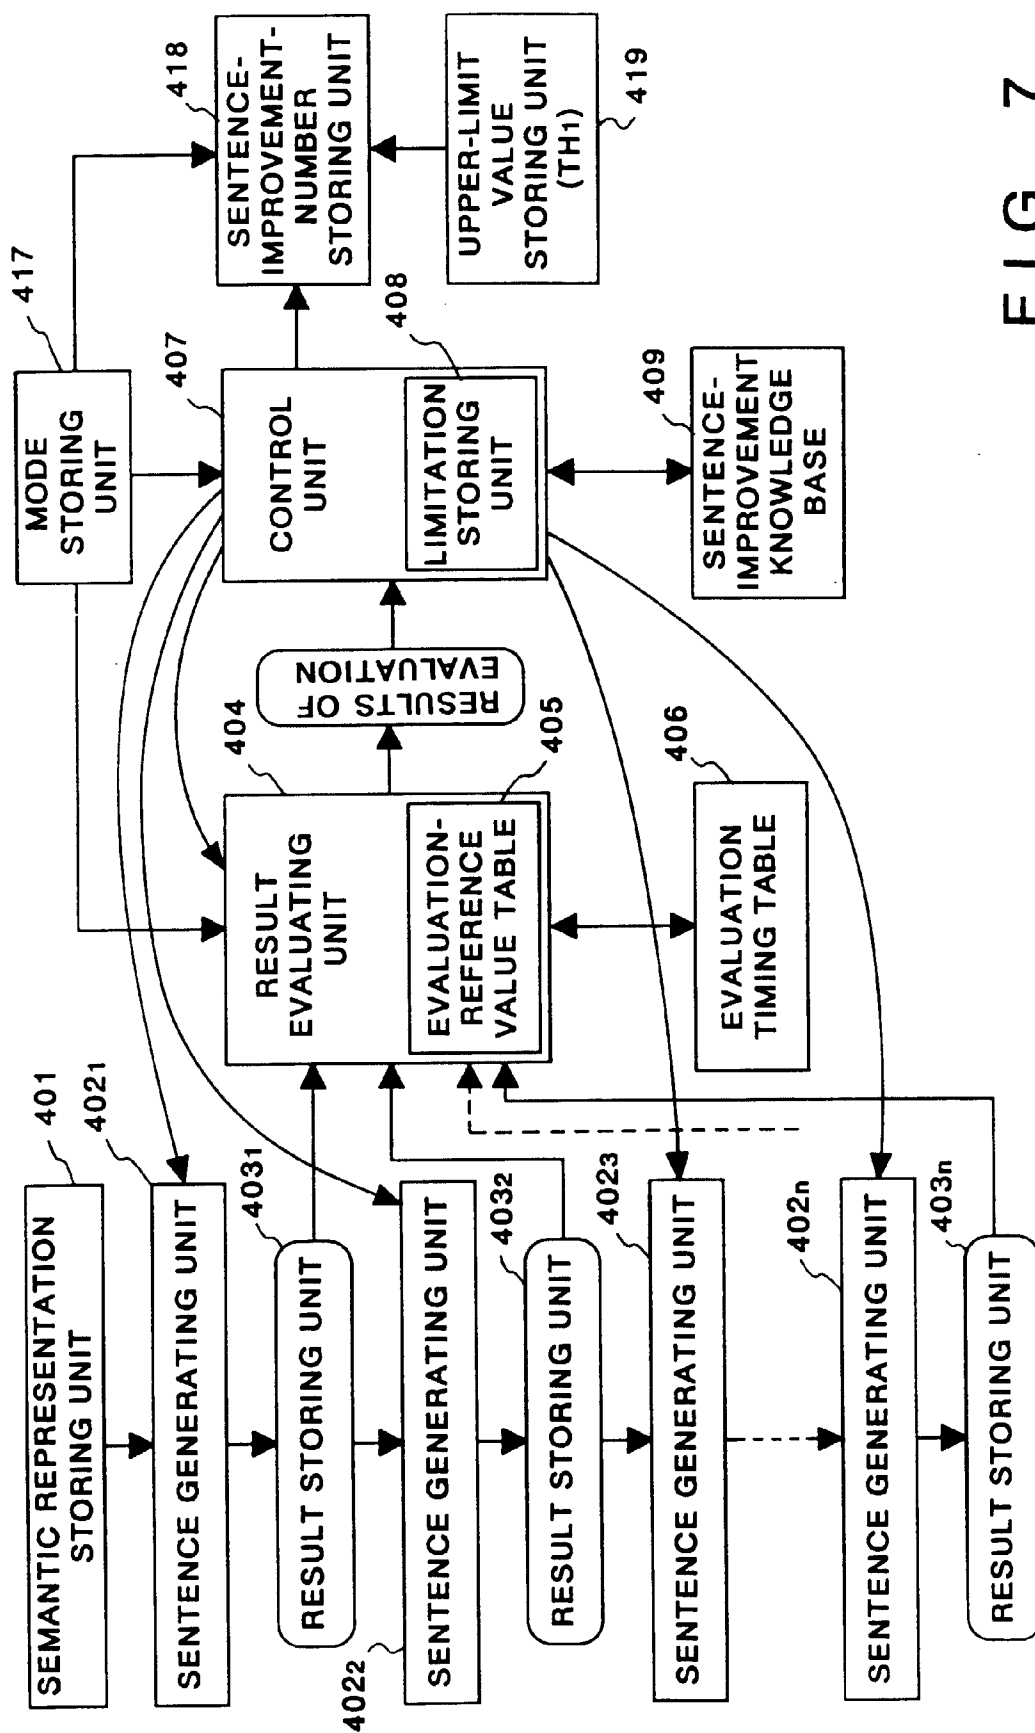 SEMANTIC REPRESENTATION
STORING UNIT
401
SENTENCE GENERATING UNIT
4021
RESULT STORING UNIT
4031
SENTENCE GENERATING UNIT
4022
RESULT STORING UNIT
4032
SENTENCE GENERATING UNIT
4023
SENTENCE GENERATING UNIT
402n
RESULT STORING UNIT
403n
RESULT
EVALUATING
UNIT
404
EVALUATION-
REFERENCE
VALUE TABLE
405
EVALUATION
TIMING TABLE
406
RESULTS OF
EVALUATION
MODE
STORING
UNIT
417
CONTROL
UNIT
407
LIMITATION
STORING
UNIT
408
SENTENCE-
IMPROVEMENT
KNOWLEDGE
BASE
409
SENTENCE-
IMPROVEMENT-
NUMBER
STORING UNIT
418
UPPER-LIMIT
VALUE
STORING UNIT
(TH1)
419
FIG 7